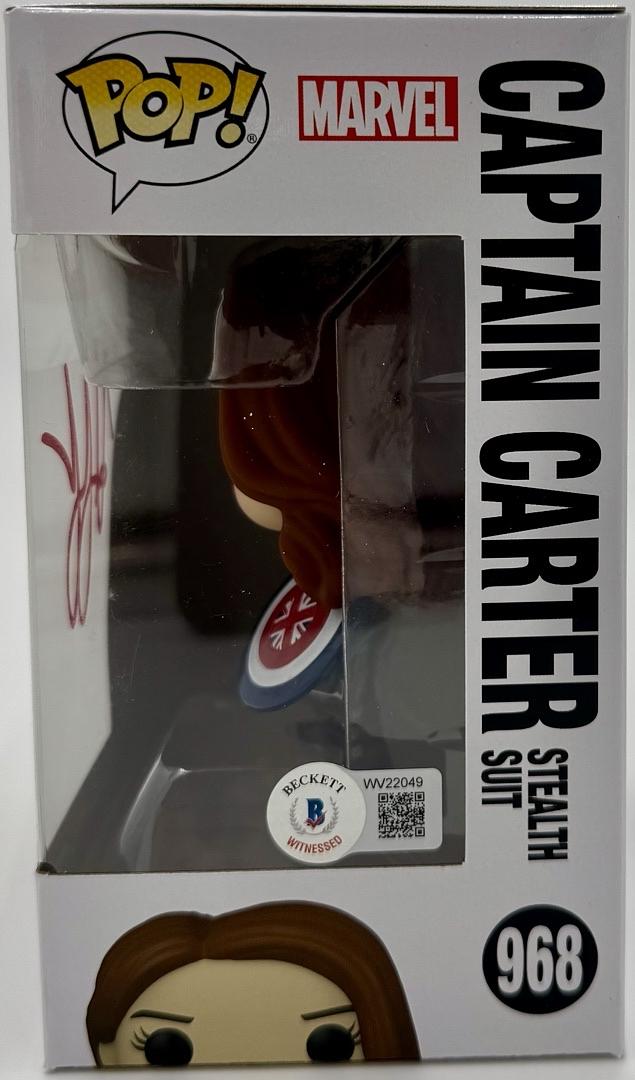 POP!®
MARVEL
CAPTAIN CARTER
STEALTH
SUIT
BECKETT
B
WITNESSED
WV22049
968